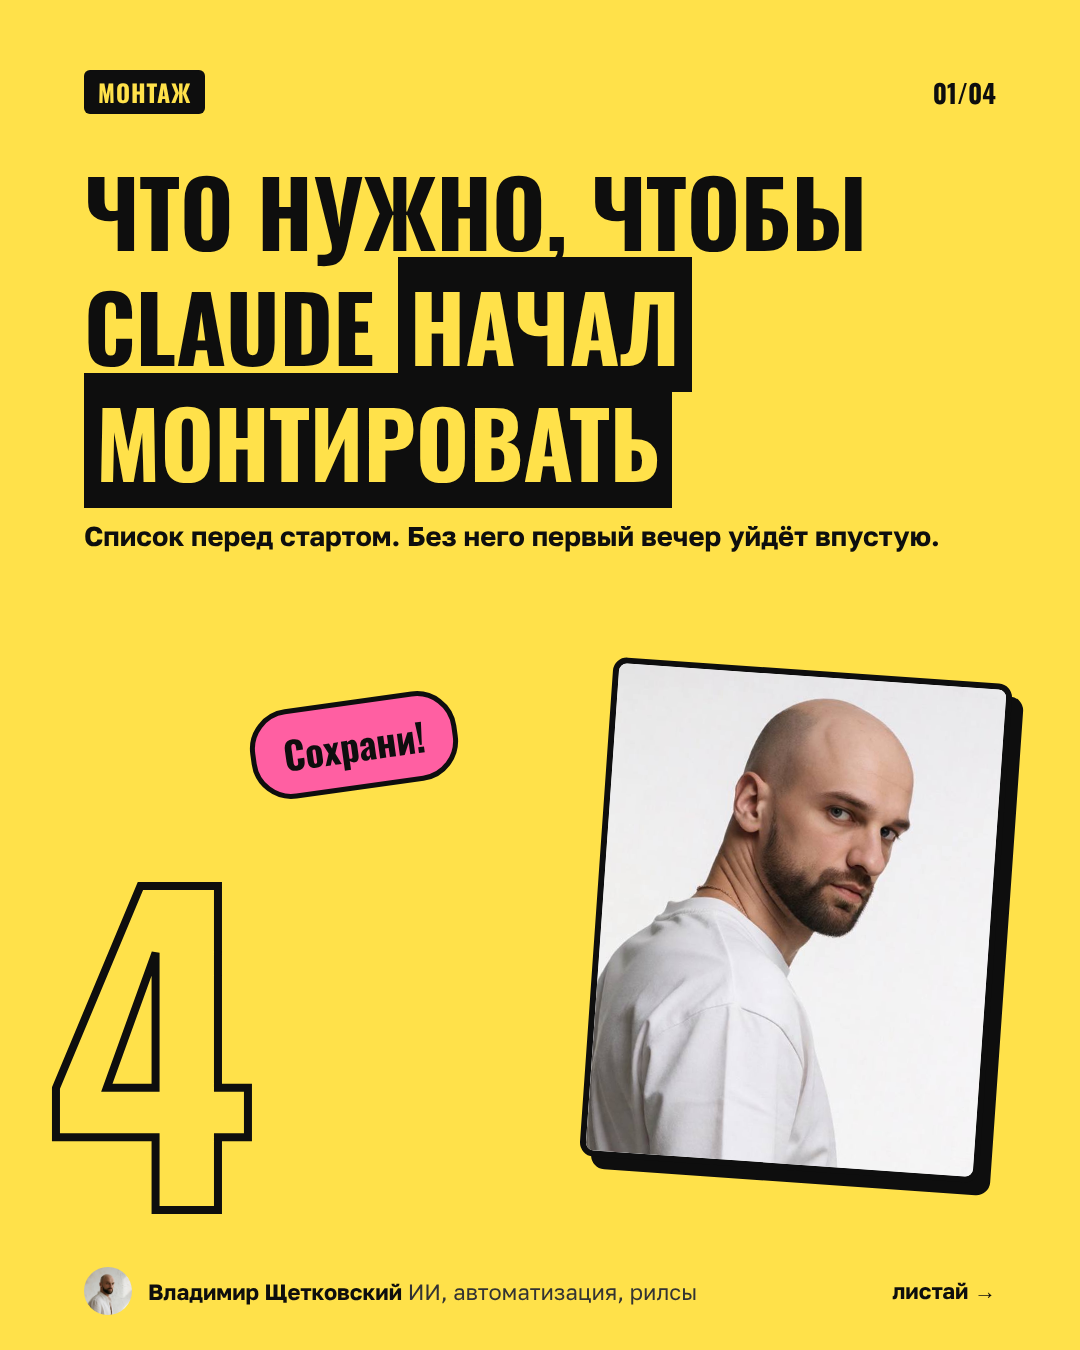 МОНТАЖ
01/04
ЧТО НУЖНО, ЧТОБЫ
CLAUDE НАЧАЛ
МОНТИРОВАТЬ
Список перед стартом. Без него первый вечер уйдёт впустую.
Сохрани!
4
Владимир Щетковский ИИ, автоматизация, рилсы
листай →